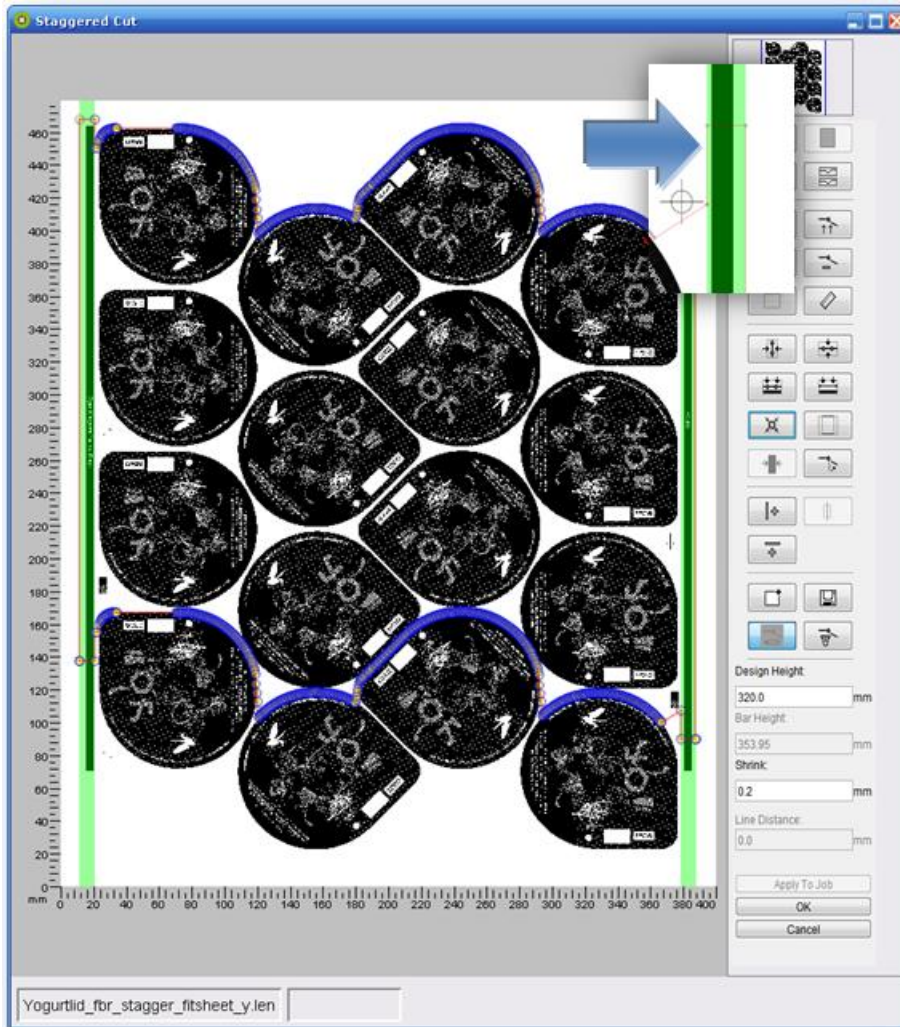 Staggered Cut
460
440
420
400
380
360
340
320
300
280
260
240
220
200
180
160
140
120
100
80
60
40
20
0
mm 0 20 40 60 80 100 120 140 160 180 200 220 240 260 280 300 320 340 360 380 400
Design Height:
320.0 mm
Bar Height:
353.95 mm
Shrink:
0.2 mm
Line Distance:
0.0 mm
Apply To Job
OK
Cancel
Yogurtlid_fbr_stagger_fitsheet_y.len